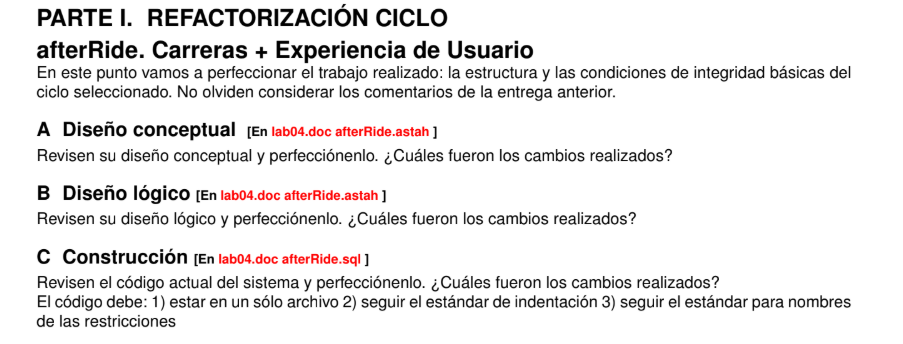 PARTE I. REFACTORIZACIÓN CICLO
afterRide. Carreras + Experiencia de Usuario
En este punto vamos a perfeccionar el trabajo realizado: la estructura y las condiciones de integridad básicas del
ciclo seleccionado. No olviden considerar los comentarios de la entrega anterior.
A Diseño conceptual [En lab04.doc afterRide.astah ]
Revisen su diseño conceptual y perfecciónenlo. ¿Cuáles fueron los cambios realizados?
B Diseño lógico [En lab04.doc afterRide.astah ]
Revisen su diseño lógico y perfecciónenlo. ¿Cuáles fueron los cambios realizados?
C Construcción [En lab04.doc afterRide.sql ]
Revisen el código actual del sistema y perfecciónenlo. ¿Cuáles fueron los cambios realizados?
El código debe: 1) estar en un sólo archivo 2) seguir el estándar de indentación 3) seguir el estándar para nombres
de las restricciones